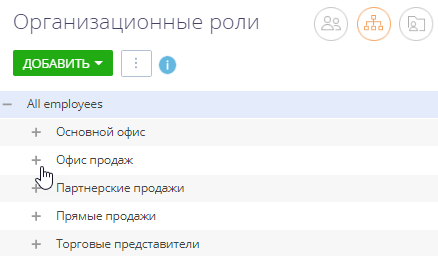 Организационные роли
ДОБАВИТЬ
All employees
Основной офис
Офис продаж
Партнерские продажи
Прямые продажи
Торговые представители